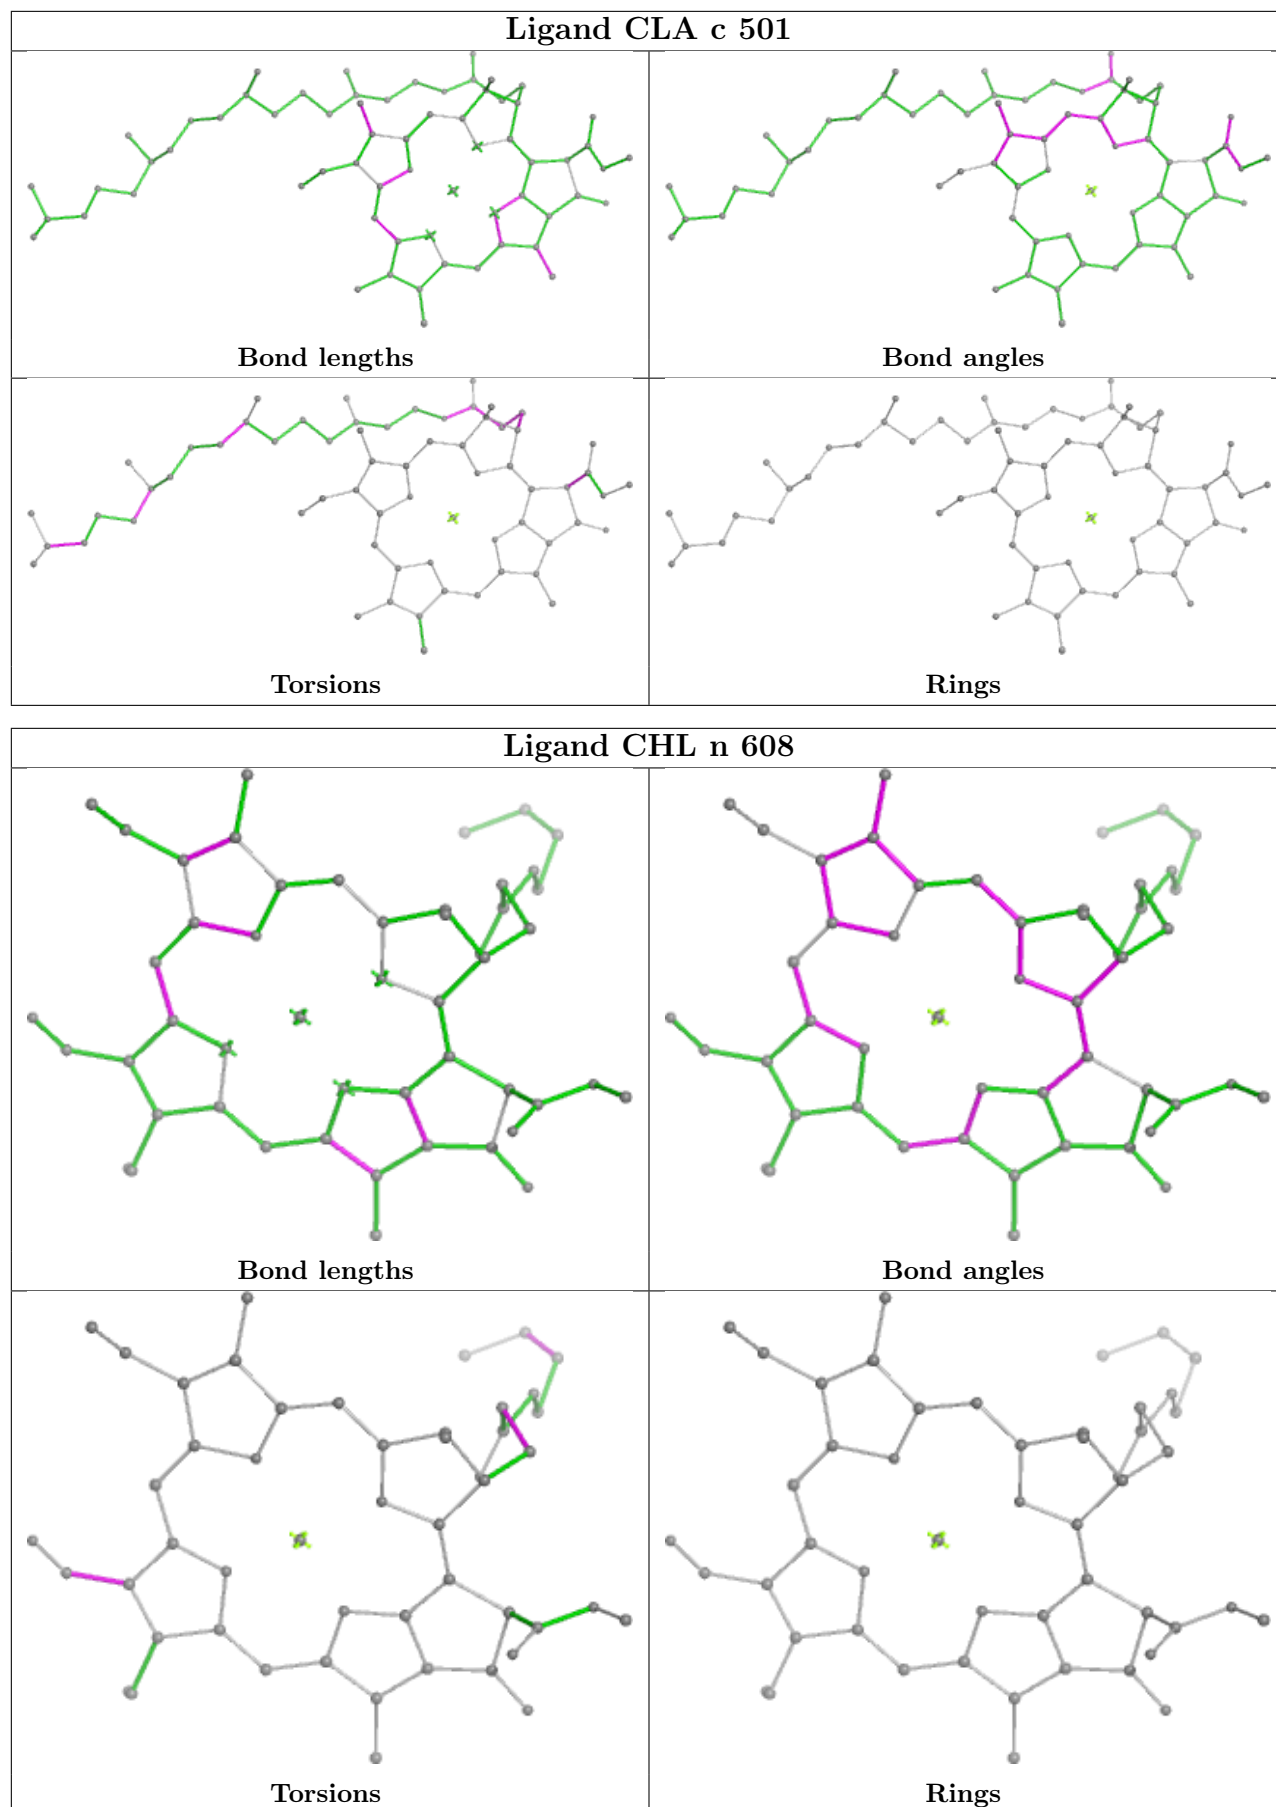 Ligand CLA c 501
Bond lengths
Bond angles
Torsions
Rings
Ligand CHL n 608
Bond lengths
Bond angles
Torsions
Rings